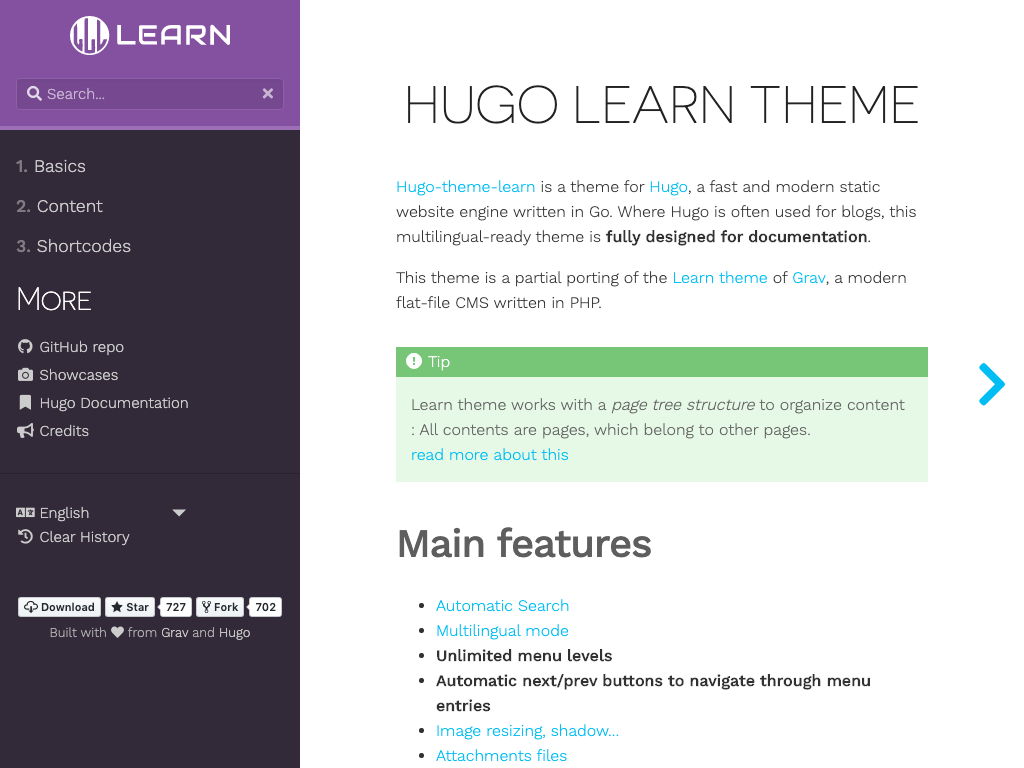 LEARN
Search...
1. Basics
2. Content
3. Shortcodes
More
GitHub repo
Showcases
Hugo Documentation
Credits
English
Clear History
Download Star 727 Fork 702
Built with from Grav and Hugo
HUGO LEARN THEME
Hugo-theme-learn is a theme for Hugo, a fast and modern static
website engine written in Go. Where Hugo is often used for blogs, this
multilingual-ready theme is fully designed for documentation.
This theme is a partial porting of the Learn theme of Grav, a modern
flat-file CMS written in PHP.
Tip
Learn theme works with a page tree structure to organize content
: All contents are pages, which belong to other pages.
read more about this
Main features
Automatic Search
Multilingual mode
Unlimited menu levels
Automatic next/prev buttons to navigate through menu
entries
Image resizing, shadow...
Attachments files